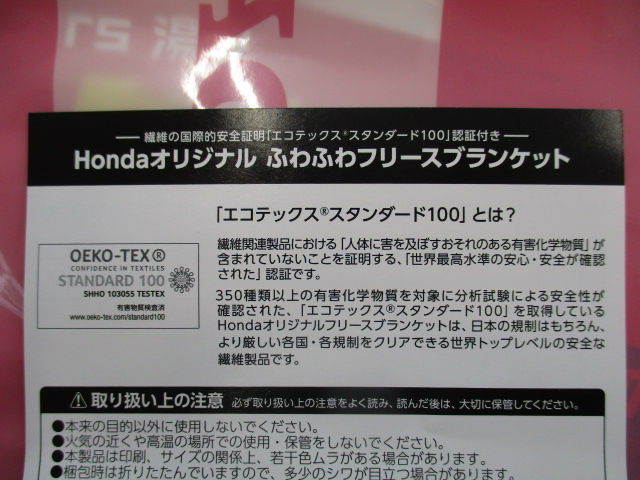 72 湯
繊維の国際的安全証明「エコテックス®スタンダード100」認証付き
Hondaオリジナル ふわふわフリースブランケット
「エコテックス®スタンダード100」とは？
OEKO-TEX®
CONFIDENCE IN TEXTILES
STANDARD 100
SHHO 103055 TESTEX
有害物質検査済
www.oeko-tex.com/standard100
繊維関連製品における「人体に害を及ぼすおそれのある有害化学物質」が
含まれていないことを証明する、「世界最高水準の安心・安全が確認
された」認証です。
350種類以上の有害化学物質を対象に分析試験による安全性が
確認された、「エコテックス®スタンダード100」を取得している
Hondaオリジナルフリースブランケットは、日本の規制はもちろん、
より厳しい各国・各規制をクリアできる世界トップレベルの安全な
繊維製品です。
⚠取り扱い上の注意 必ず取り扱い上の注意をよく読み、読んだ後は、大切に保管してください。
●本来の目的以外に使用しないでください。
●火気の近くや高温の場所での使用・保管をしないでください。
●本製品は印刷、サイズの関係上、若干色ムラがある場合があります。
●梱包時は折りたたんでいますので、多少のシワが目立つ場合があります。